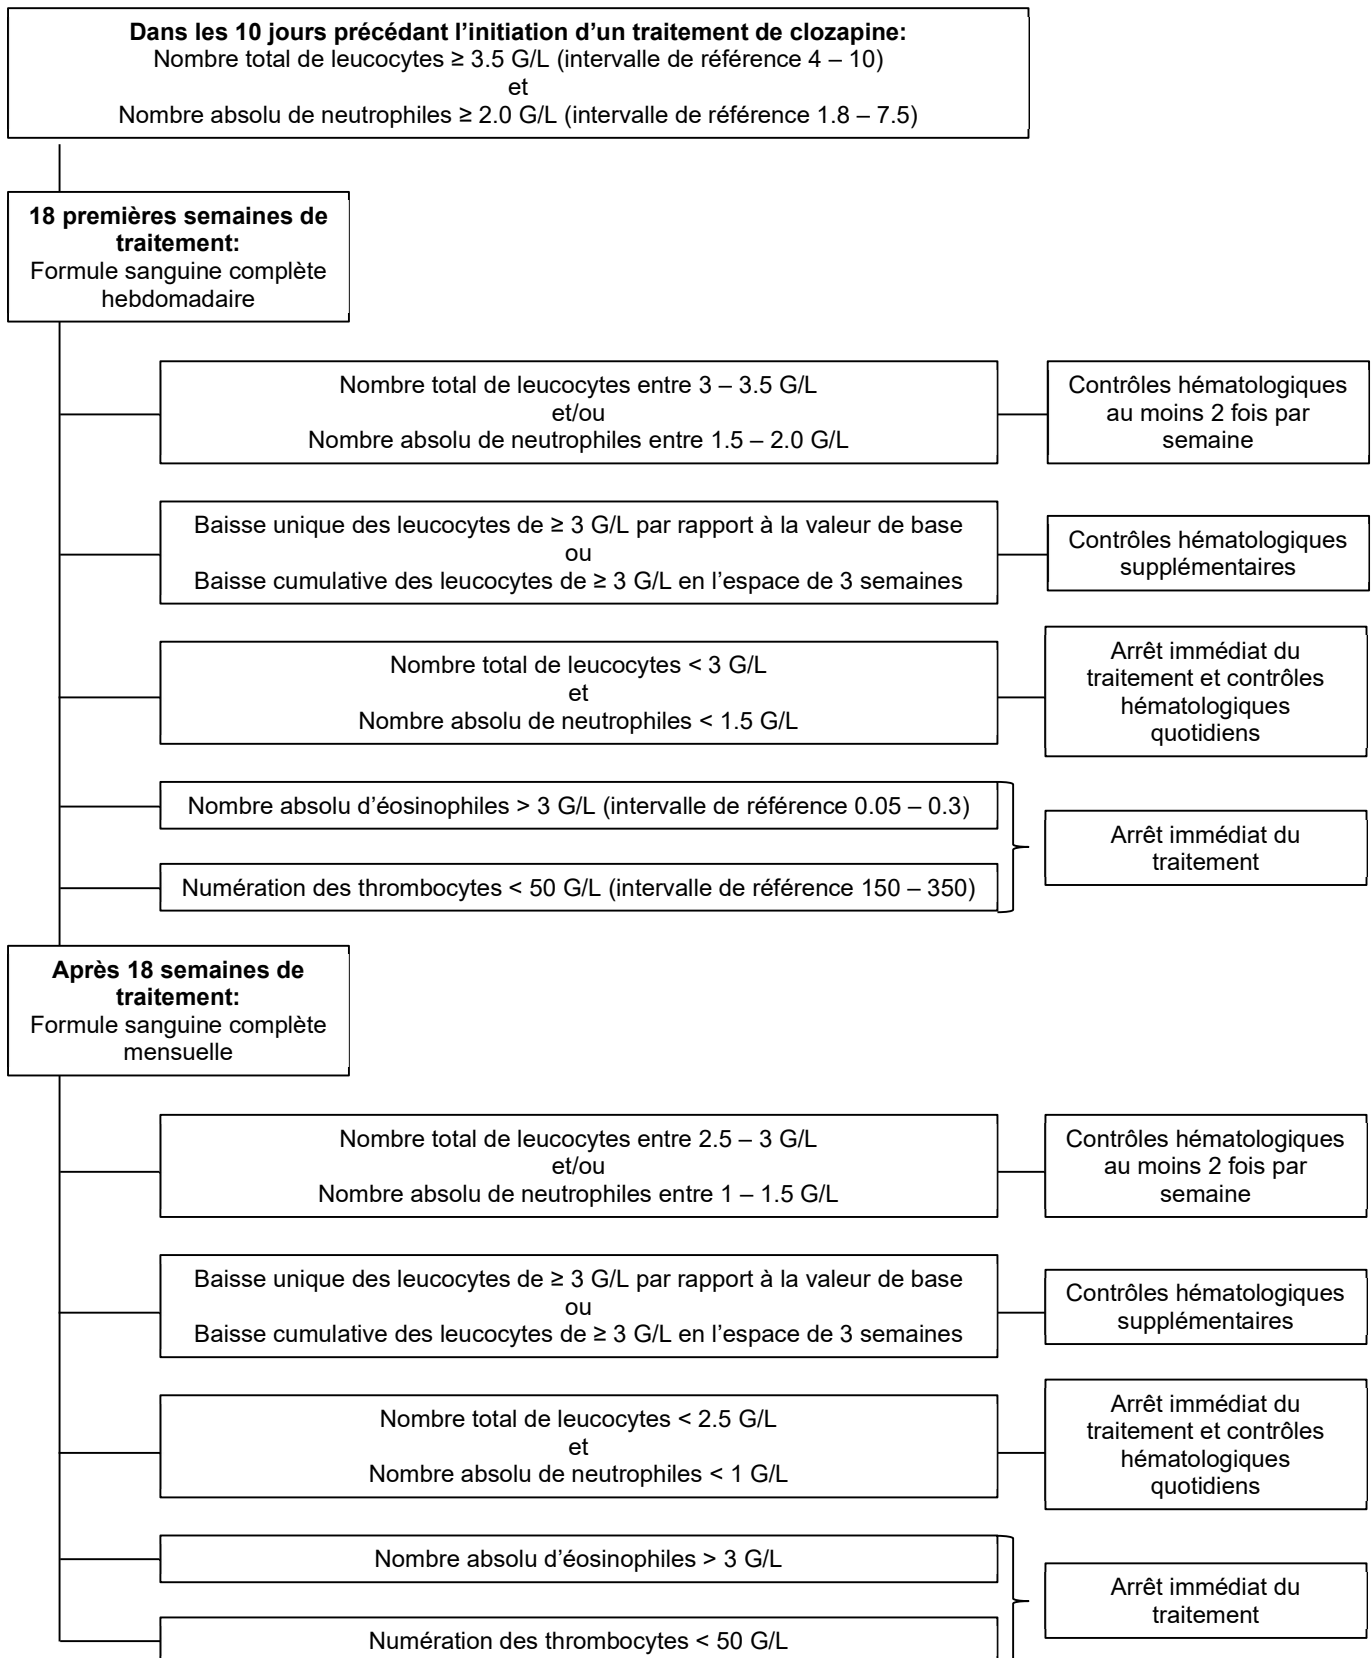 Dans les 10 jours précédant l’initiation d’un traitement de clozapine:
Nombre total de leucocytes ≥ 3.5 G/L (intervalle de référence 4 – 10)
et
Nombre absolu de neutrophiles ≥ 2.0 G/L (intervalle de référence 1.8 – 7.5)
18 premières semaines de
traitement:
Formule sanguine complète
hebdomadaire
Nombre total de leucocytes entre 3 – 3.5 G/L
et/ou
Nombre absolu de neutrophiles entre 1.5 – 2.0 G/L
Contrôles hématologiques
au moins 2 fois par
semaine
Baisse unique des leucocytes de ≥ 3 G/L par rapport à la valeur de base
ou
Baisse cumulative des leucocytes de ≥ 3 G/L en l’espace de 3 semaines
Contrôles hématologiques
supplémentaires
Nombre total de leucocytes < 3 G/L
et
Nombre absolu de neutrophiles < 1.5 G/L
Arrêt immédiat du
traitement et contrôles
hématologiques
quotidiens
Nombre absolu d’éosinophiles > 3 G/L (intervalle de référence 0.05 – 0.3)
Numération des thrombocytes < 50 G/L (intervalle de référence 150 – 350)
Arrêt immédiat du
traitement
Après 18 semaines de
traitement:
Formule sanguine complète
mensuelle
Nombre total de leucocytes entre 2.5 – 3 G/L
et/ou
Nombre absolu de neutrophiles entre 1 – 1.5 G/L
Contrôles hématologiques
au moins 2 fois par
semaine
Baisse unique des leucocytes de ≥ 3 G/L par rapport à la valeur de base
ou
Baisse cumulative des leucocytes de ≥ 3 G/L en l’espace de 3 semaines
Contrôles hématologiques
supplémentaires
Nombre total de leucocytes < 2.5 G/L
et
Nombre absolu de neutrophiles < 1 G/L
Arrêt immédiat du
traitement et contrôles
hématologiques
quotidiens
Nombre absolu d’éosinophiles > 3 G/L
Numération des thrombocytes < 50 G/L
Arrêt immédiat du
traitement